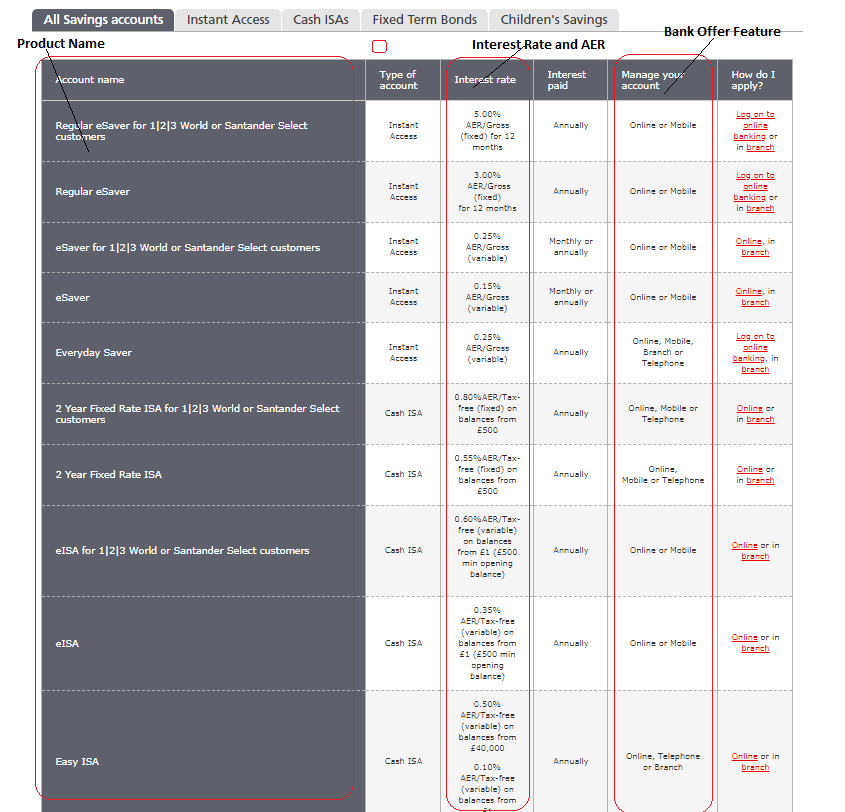 All Savings accounts Instant Access Cash ISAs Fixed Term Bonds Children's Savings
Product Name
Interest Rate and AER
Bank Offer Feature
Account name
Type of
account
Interest rate
Interest
paid
Manage your
account
How do I
apply?
Regular eSaver for 1|2|3 World or Santander Select
customers
Instant
Access
5.00%
AER/Gross
(fixed) for 12
months
Annually
Online or Mobile
Log on to
online
banking or
in branch
Regular eSaver
Instant
Access
3.00%
AER/Gross
(fixed)
for 12 months
Annually
Online or Mobile
Log on to
online
banking or
in branch
eSaver for 1|2|3 World or Santander Select customers
Instant
Access
0.25%
AER/Gross
(variable)
Monthly or
annually
Online or Mobile
Online, in
branch
eSaver
Instant
Access
0.15%
AER/Gross
(variable)
Monthly or
annually
Online or Mobile
Online, in
branch
Everyday Saver
Instant
Access
0.25%
AER/Gross
(variable)
Annually
Online, Mobile,
Branch or
Telephone
Log on to
online
banking, in
branch
2 Year Fixed Rate ISA for 1|2|3 World or Santander Select
customers
Cash ISA
0.80%AER/Tax-
free (fixed) on
balances from
£500
Annually
Online, Mobile or
Telephone
Online or
in branch
2 Year Fixed Rate ISA
Cash ISA
0.55%AER/Tax-
free (fixed) on
balances from
£500
Annually
Online,
Mobile or Telephone
Online or
in branch
eISA for 1|2|3 World or Santander Select customers
Cash ISA
0.60%AER/Tax-
free (variable)
on balances
from £1 (£500
min opening
balance)
Annually
Online or Mobile
Online or in
branch
eISA
Cash ISA
0.35%
AER/Tax-free
(variable) on
balances from
£1 (£500 min
opening
balance)
Annually
Online or Mobile
Online or in
branch
Easy ISA
Cash ISA
0.50%
AER/Tax-free
(variable) on
balances from
£40,000
0.10%
AER/Tax-free
(variable) on
balances from
Annually
Online, Telephone
or Branch
Online or in
branch